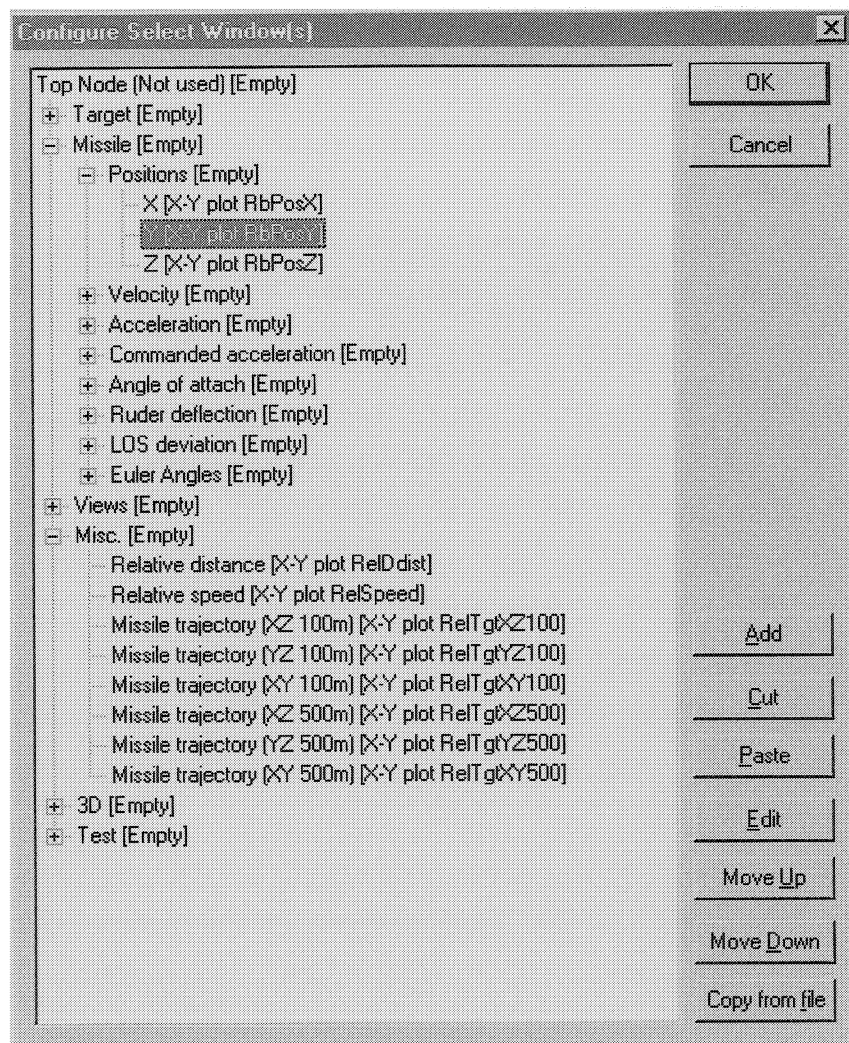 Configure Select Window(s)
Top Node (Not used) [Empty]
Target [Empty]
Missile [Empty]
Positions [Empty]
X [X-Y plot RbPosX]
Y [X-Y plot RbPosY]
Z [X-Y plot RbPosZ]
Velocity [Empty]
Acceleration [Empty]
Commanded acceleration [Empty]
Angle of attach [Empty]
Ruder deflection [Empty]
LOS deviation [Empty]
Euler Angles [Empty]
Views [Empty]
Misc. [Empty]
Relative distance [X-Y plot RelDdist]
Relative speed [X-Y plot RelSpeed]
Missile trajectory (XZ 100m) [X-Y plot RelTgtXZ100]
Missile trajectory (YZ 100m) [X-Y plot RelTgtYZ100]
Missile trajectory (XY 100m) [X-Y plot RelTgtXY100]
Missile trajectory (XZ 500m) [X-Y plot RelTgtXZ500]
Missile trajectory (YZ 500m) [X-Y plot RelTgtYZ500]
Missile trajectory (XY 500m) [X-Y plot RelTgtXY500]
3D [Empty]
Test [Empty]
OK
Cancel
Add
Cut
Paste
Edit
Move Up
Move Down
Copy from file